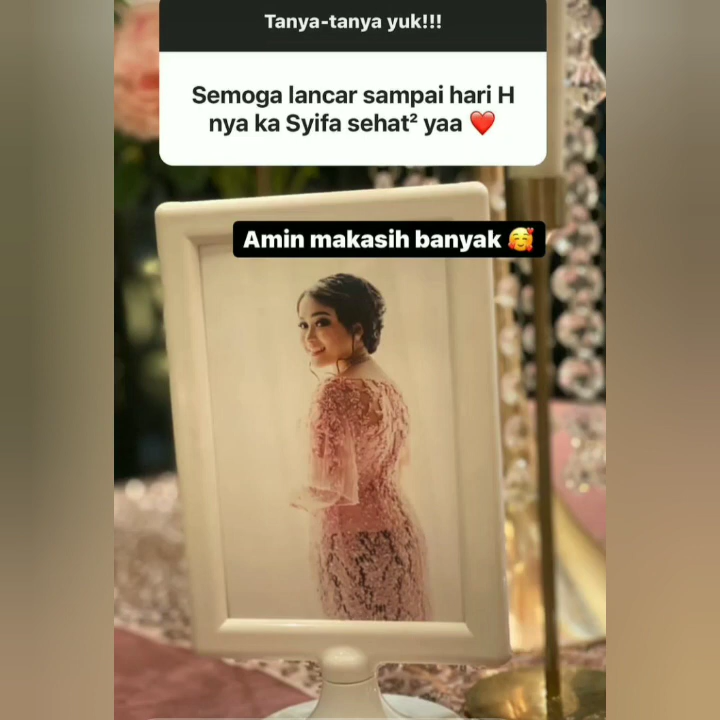 Tanya-tanya yuk!!!
Semoga lancar sampai hari H
nya ka Syifa sehat² yaa ❤️
Amin makasih banyak 🥰